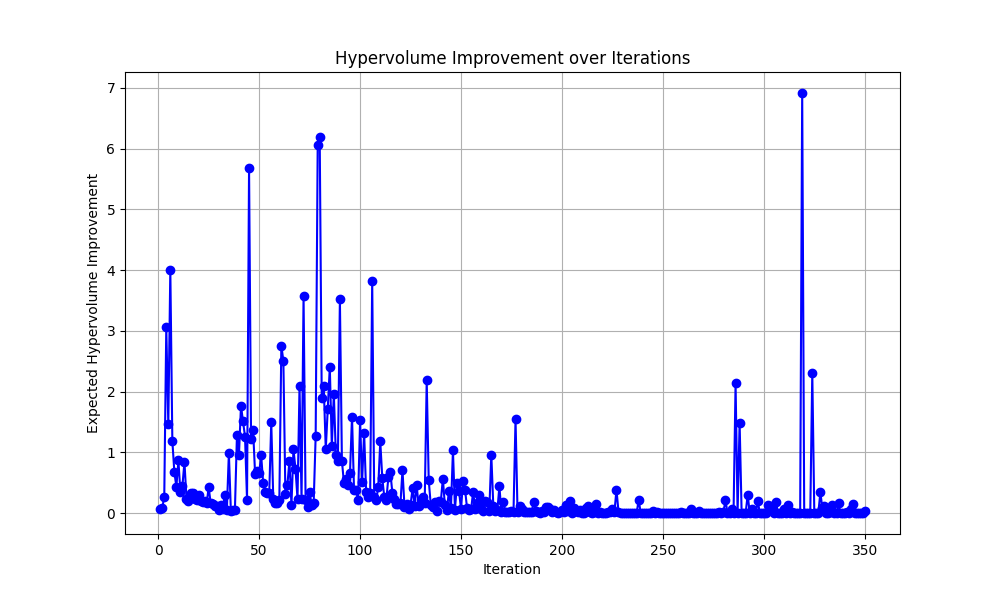 Hypervolume Improvement over Iterations
7
6
5
4
3
2
1
0
Expected Hypervolume Improvement
0 50 100 150 200 250 300 350
Iteration